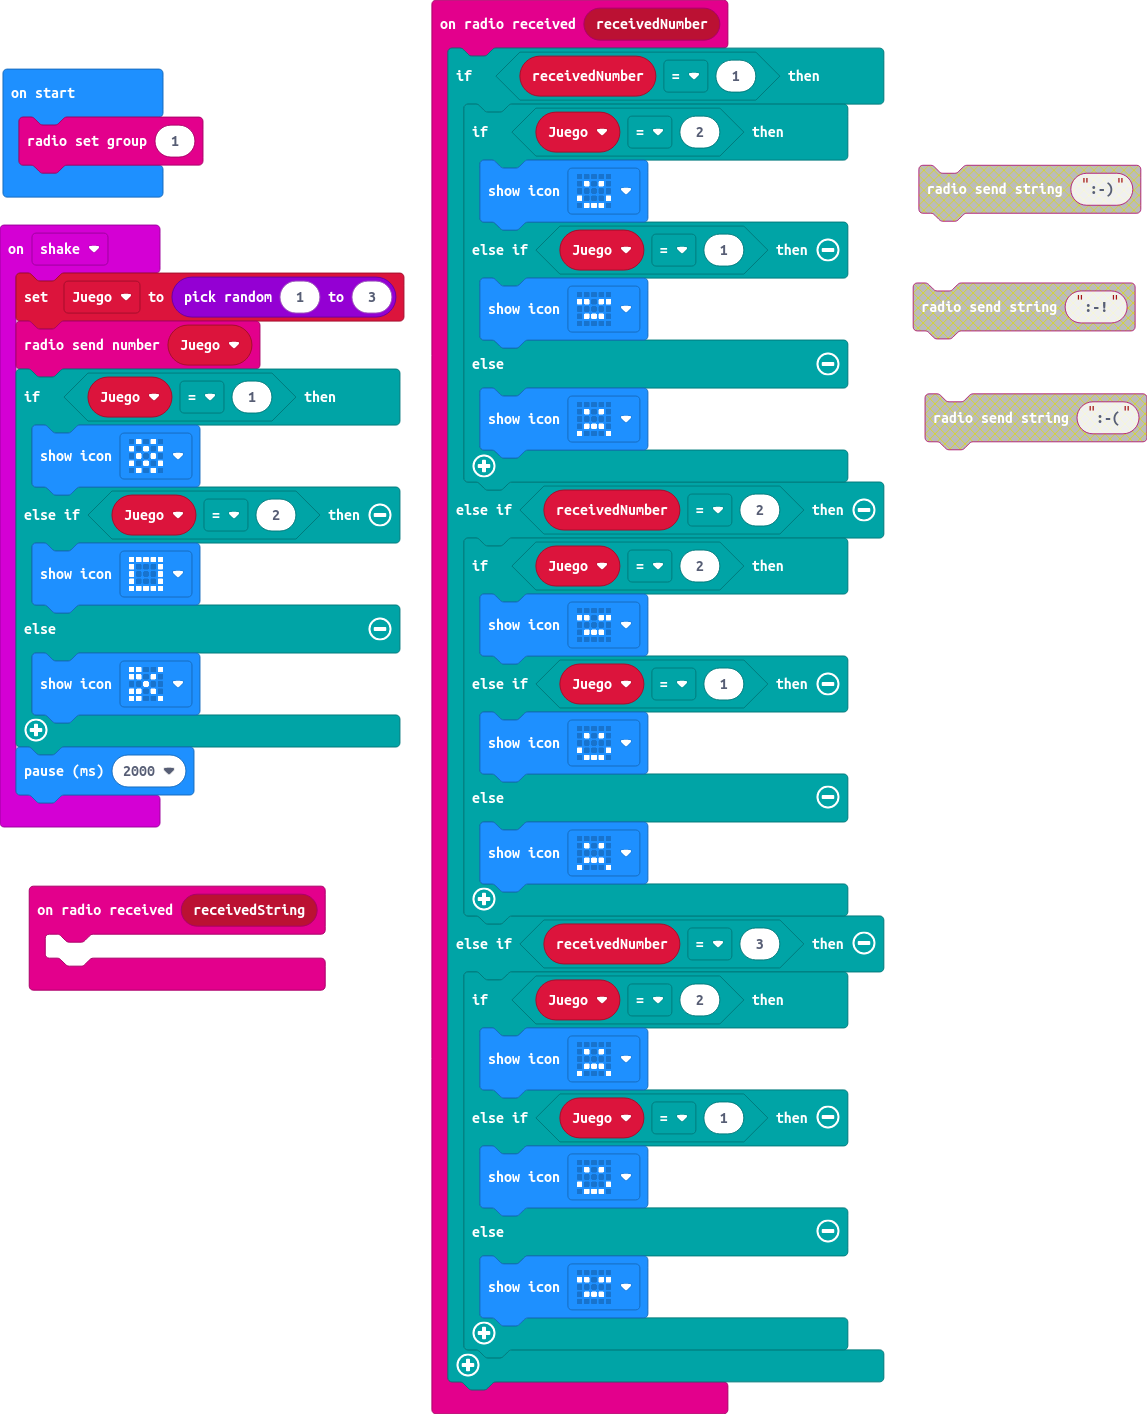 on start
radio set group 1
on shake
set Juego to pick random 1 to 3
radio send number Juego
if Juego = 1 then
show icon
else if Juego = 2 then
show icon
else
show icon
pause (ms) 2000
on radio received receivedString
on radio received receivedNumber
if receivedNumber = 1 then
if Juego = 2 then
show icon
else if Juego = 1 then
show icon
else
show icon
else if receivedNumber = 2 then
if Juego = 2 then
show icon
else if Juego = 1 then
show icon
else
show icon
else if receivedNumber = 3 then
if Juego = 2 then
show icon
else if Juego = 1 then
show icon
else
show icon
radio send string ":-)"
radio send string ":-!"
radio send string ":-("